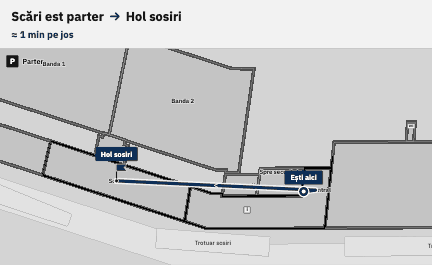 Scări est parter → Hol sosiri
≈ 1 min pe jos
P Parter
Banda 1
Banda 2
Hol sosiri
Ești aici
Trotuar sosiri